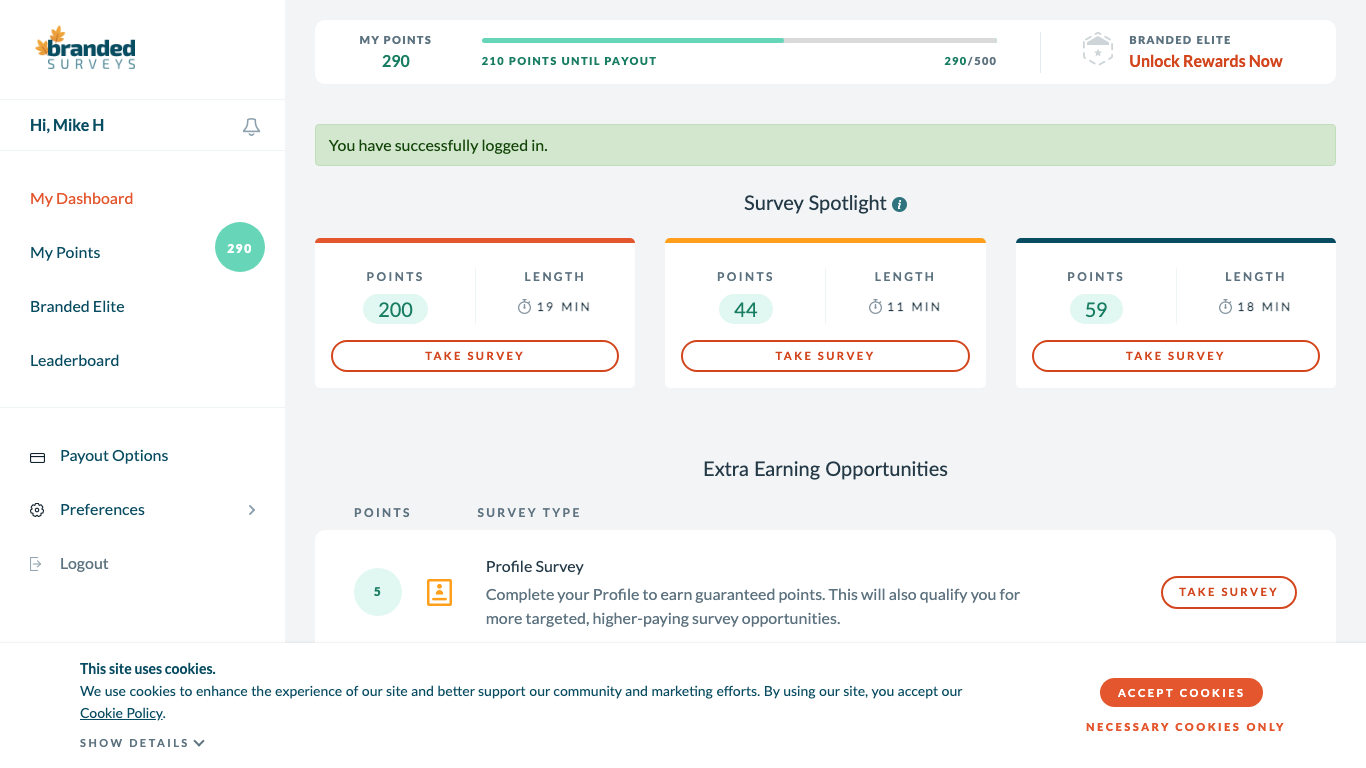 branded
SURVEYS
Hi, Mike H
My Dashboard
My Points
290
Branded Elite
Leaderboard
Payout Options
Preferences
Logout
MY POINTS
290
210 POINTS UNTIL PAYOUT
290/500
BRANDED ELITE
Unlock Rewards Now
You have successfully logged in.
Survey Spotlight i
POINTS
200
LENGTH
19 MIN
TAKE SURVEY
POINTS
44
LENGTH
11 MIN
TAKE SURVEY
POINTS
59
LENGTH
18 MIN
TAKE SURVEY
Extra Earning Opportunities
POINTS
SURVEY TYPE
5
Profile Survey
Complete your Profile to earn guaranteed points. This will also qualify you for
more targeted, higher-paying survey opportunities.
TAKE SURVEY
This site uses cookies.
We use cookies to enhance the experience of our site and better support our community and marketing efforts. By using our site, you accept our
Cookie Policy.
SHOW DETAILS
ACCEPT COOKIES
NECESSARY COOKIES ONLY